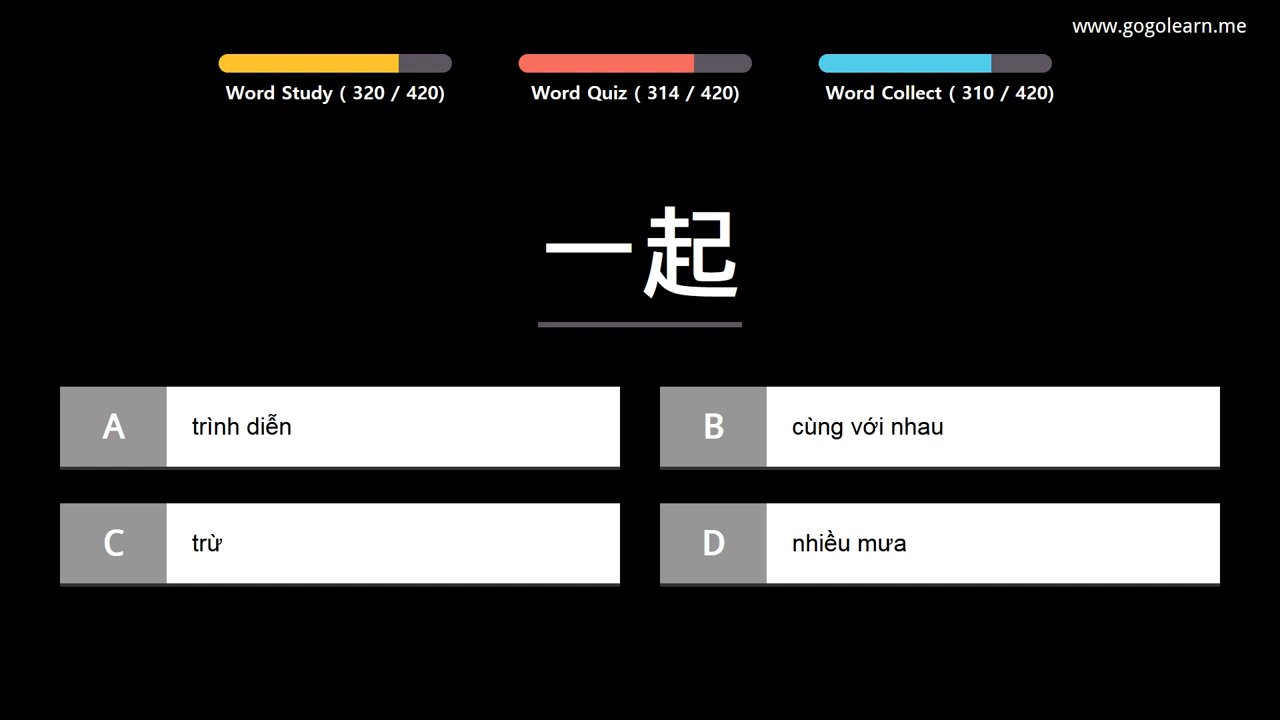 www.gogolearn.me
Word Study ( 320 / 420)
Word Quiz ( 314 / 420)
Word Collect ( 310 / 420)
一起
A
trình diễn
B
cùng với nhau
C
trừ
D
nhiều mưa